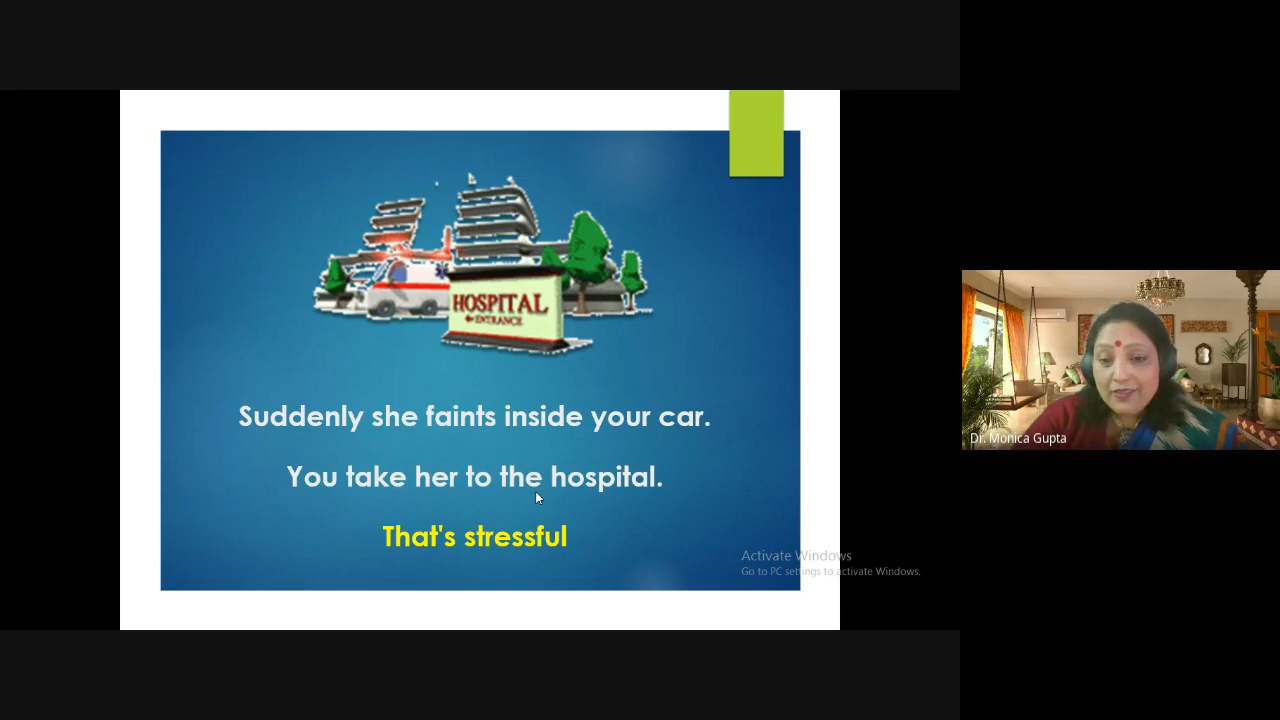 HOSPITAL
ENTRANCE
Suddenly she faints inside your car.
You take her to the hospital.
That's stressful
Activate Windows
Go to PC settings to activate Windows.
Dr. Monica Gupta